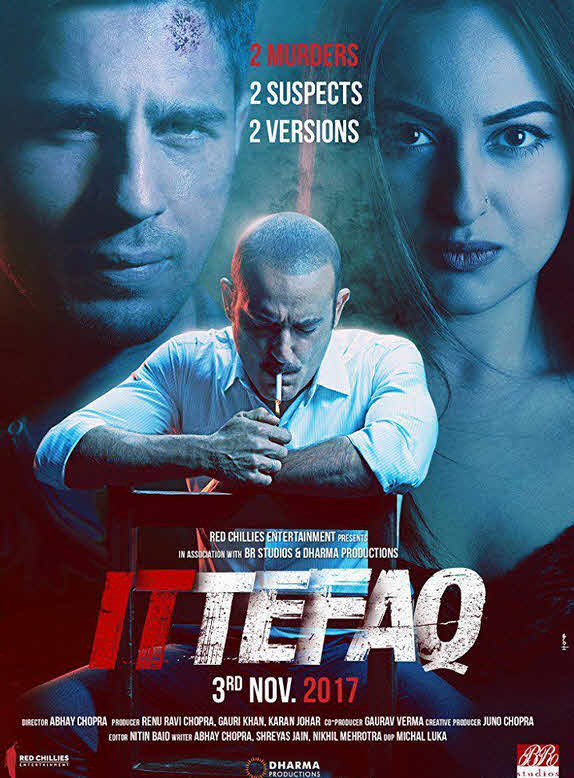 2 MURDERS
2 SUSPECTS
2 VERSIONS
RED CHILLIES ENTERTAINMENT PRESENTS
IN ASSOCIATION WITH BR STUDIOS & DHARMA PRODUCTIONS
ITTEFAQ
3RD NOV. 2017
DIRECTOR ABHAY CHOPRA PRODUCER RENU RAVI CHOPRA, GAURI KHAN, KARAN JOHAR CO-PRODUCER GAURAV VERMA CREATIVE PRODUCER JUNO CHOPRA
EDITOR NITIN BAID WRITER ABHAY CHOPRA, SHREYAS JAIN, NIKHIL MEHROTRA DOP MICHAL LUKA
RED CHILLIES
ENTERTAINMENT
DHARMA
PRODUCTIONS
BR
studios